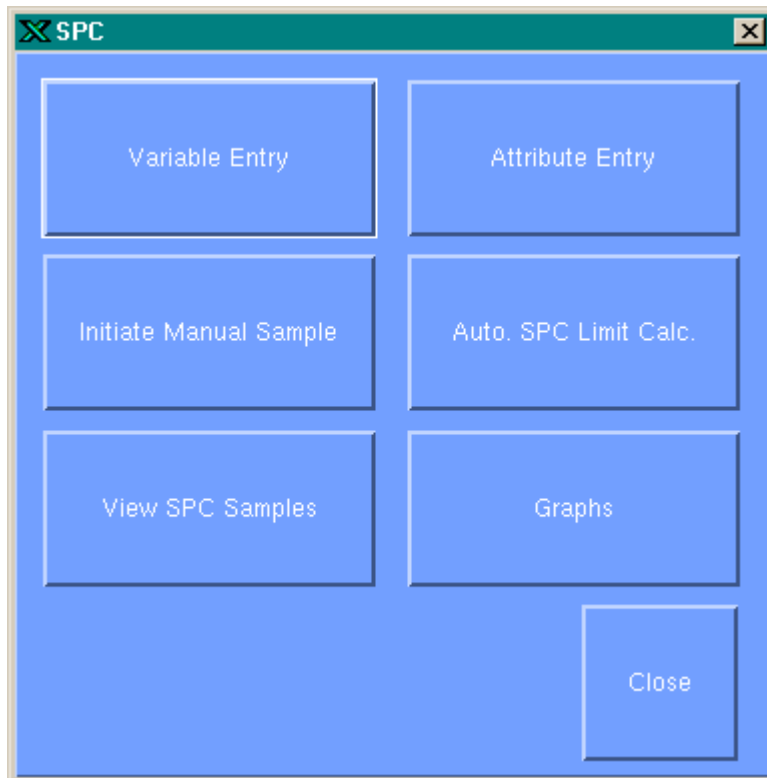 SPC
Variable Entry
Attribute Entry
Initiate Manual Sample
Auto. SPC Limit Calc.
View SPC Samples
Graphs
Close